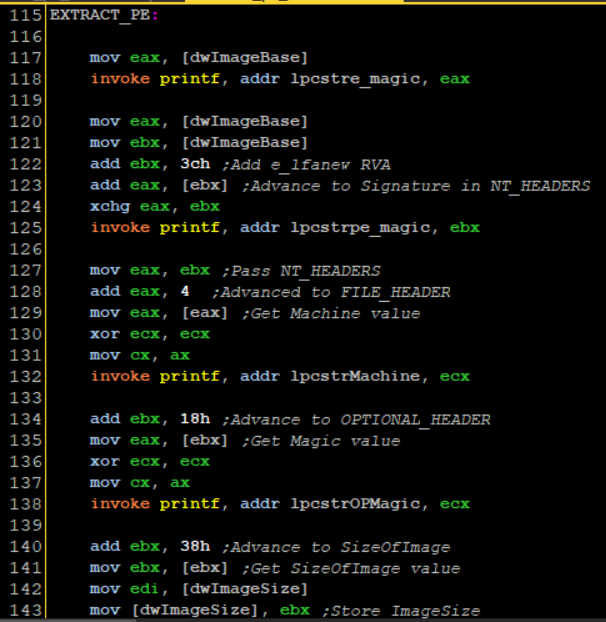 115 EXTRACT_PE:
116
117 mov eax, [dwImageBase]
118 invoke printf, addr lpcstre_magic, eax
119
120 mov eax, [dwImageBase]
121 mov ebx, [dwImageBase]
122 add ebx, 3ch ;Add e_lfanew RVA
123 add eax, [ebx] ;Advance to Signature in NT_HEADERS
124 xchg eax, ebx
125 invoke printf, addr lpcstrpe_magic, ebx
126
127 mov eax, ebx ;Pass NT_HEADERS
128 add eax, 4 ;Advanced to FILE_HEADER
129 mov eax, [eax] ;Get Machine value
130 xor ecx, ecx
131 mov cx, ax
132 invoke printf, addr lpcstrMachine, ecx
133
134 add ebx, 18h ;Advance to OPTIONAL_HEADER
135 mov eax, [ebx] ;Get Magic value
136 xor ecx, ecx
137 mov cx, ax
138 invoke printf, addr lpcstrOPMagic, ecx
139
140 add ebx, 38h ;Advance to SizeOfImage
141 mov ebx, [ebx] ;Get SizeOfImage value
142 mov edi, [dwImageSize]
143 mov [dwImageSize], ebx ;Store ImageSize